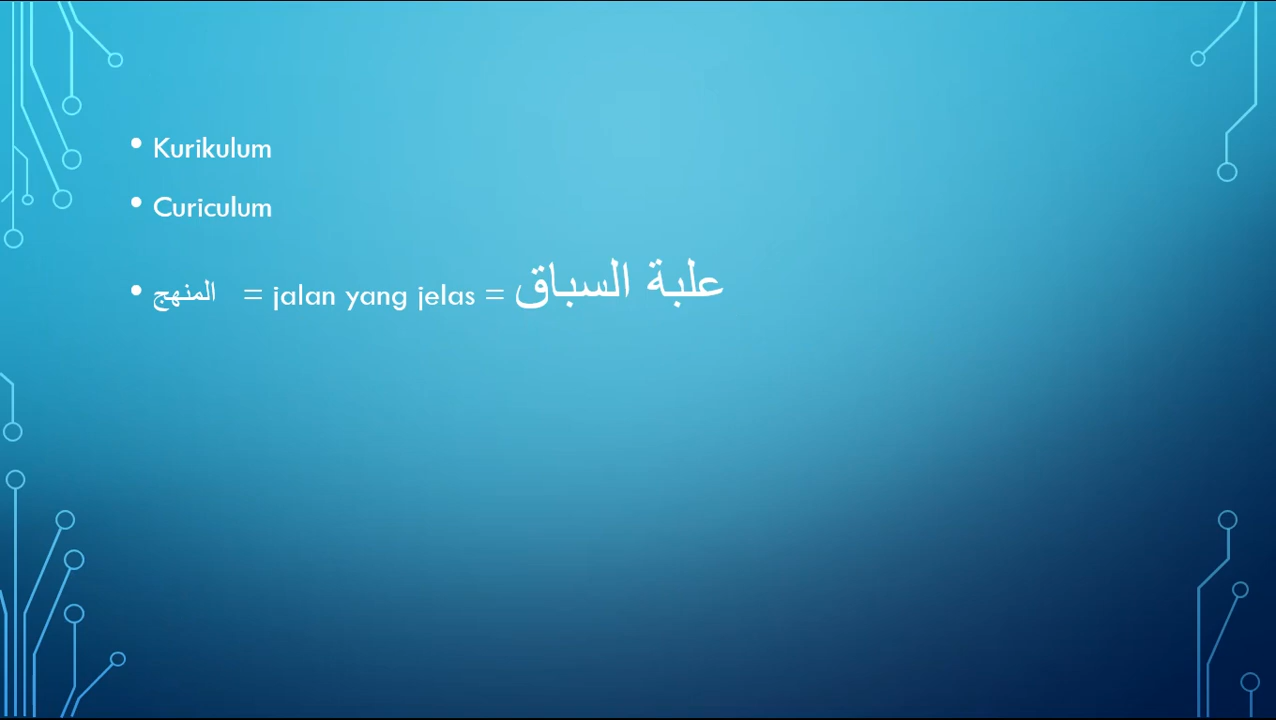 • Kurikulum
• Curiculum
• المنهج = jalan yang jelas = علبة السباق